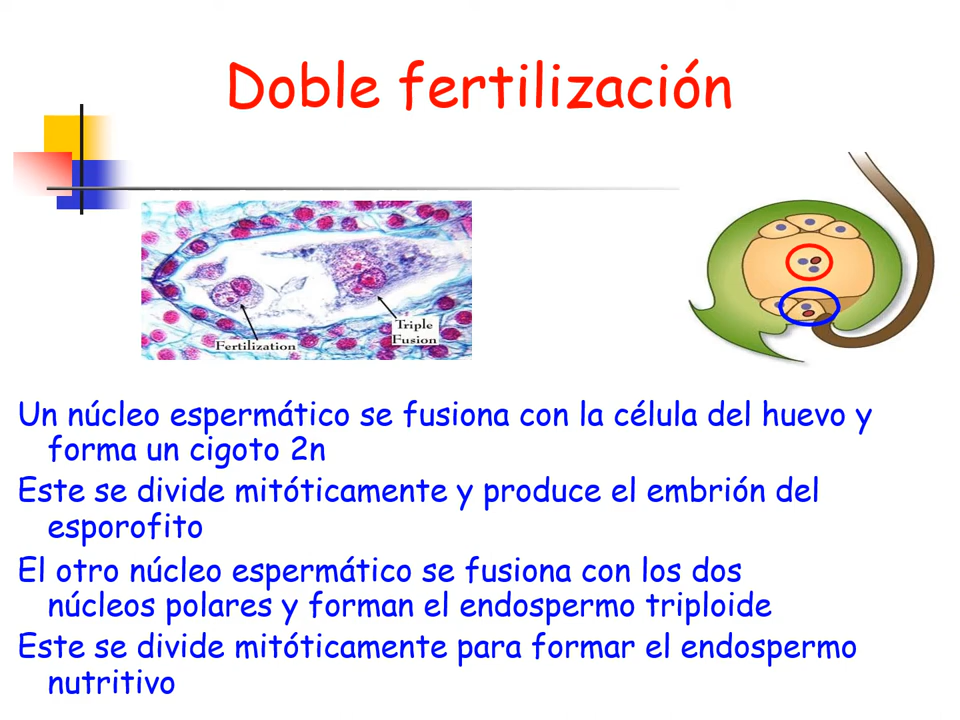 Doble fertilización
Triple
Fusion
Fertilization
Un núcleo espermático se fusiona con la célula del huevo y
forma un cigoto 2n
Este se divide mitóticamente y produce el embrión del
esporofito
El otro núcleo espermático se fusiona con los dos
núcleos polares y forman el endospermo triploide
Este se divide mitóticamente para formar el endospermo
nutritivo